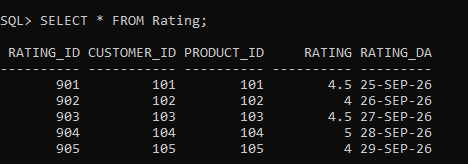 SQL> SELECT * FROM Rating;
RATING_ID CUSTOMER_ID PRODUCT_ID RATING RATING_DA
---------- ----------- ---------- ---------- ---------
901 101 101 4.5 25-SEP-26
902 102 102 4 26-SEP-26
903 103 103 4.5 27-SEP-26
904 104 104 5 28-SEP-26
905 105 105 4 29-SEP-26